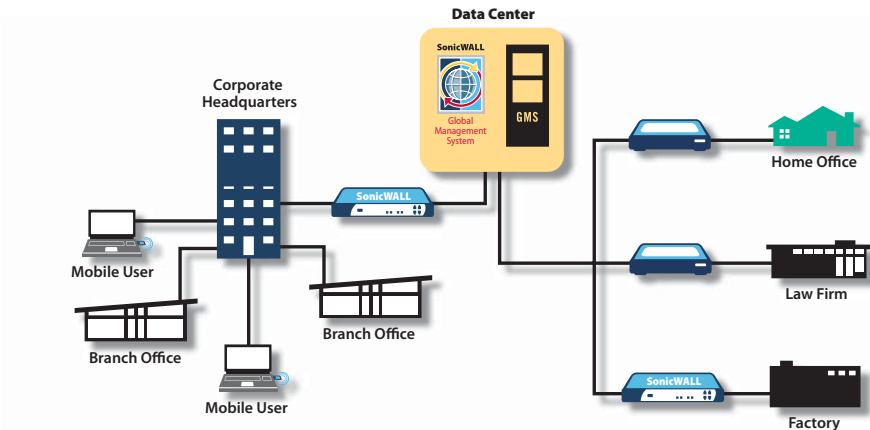 Data Center
SonicWALL
Global
Management
System
GMS
Corporate
Headquarters
SonicWALL
Home Office
Mobile User
Law Firm
Branch Office
Branch Office
SonicWALL
Mobile User
Factory